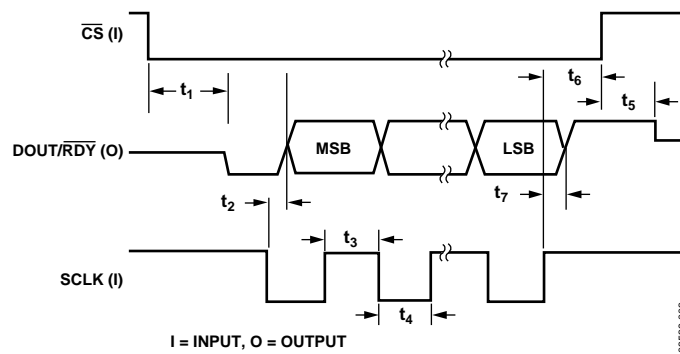 CS (I)
t1
t6
t5
DOUT/RDY (O)
MSB
LSB
t2
t7
t3
SCLK (I)
t4
I = INPUT, O = OUTPUT